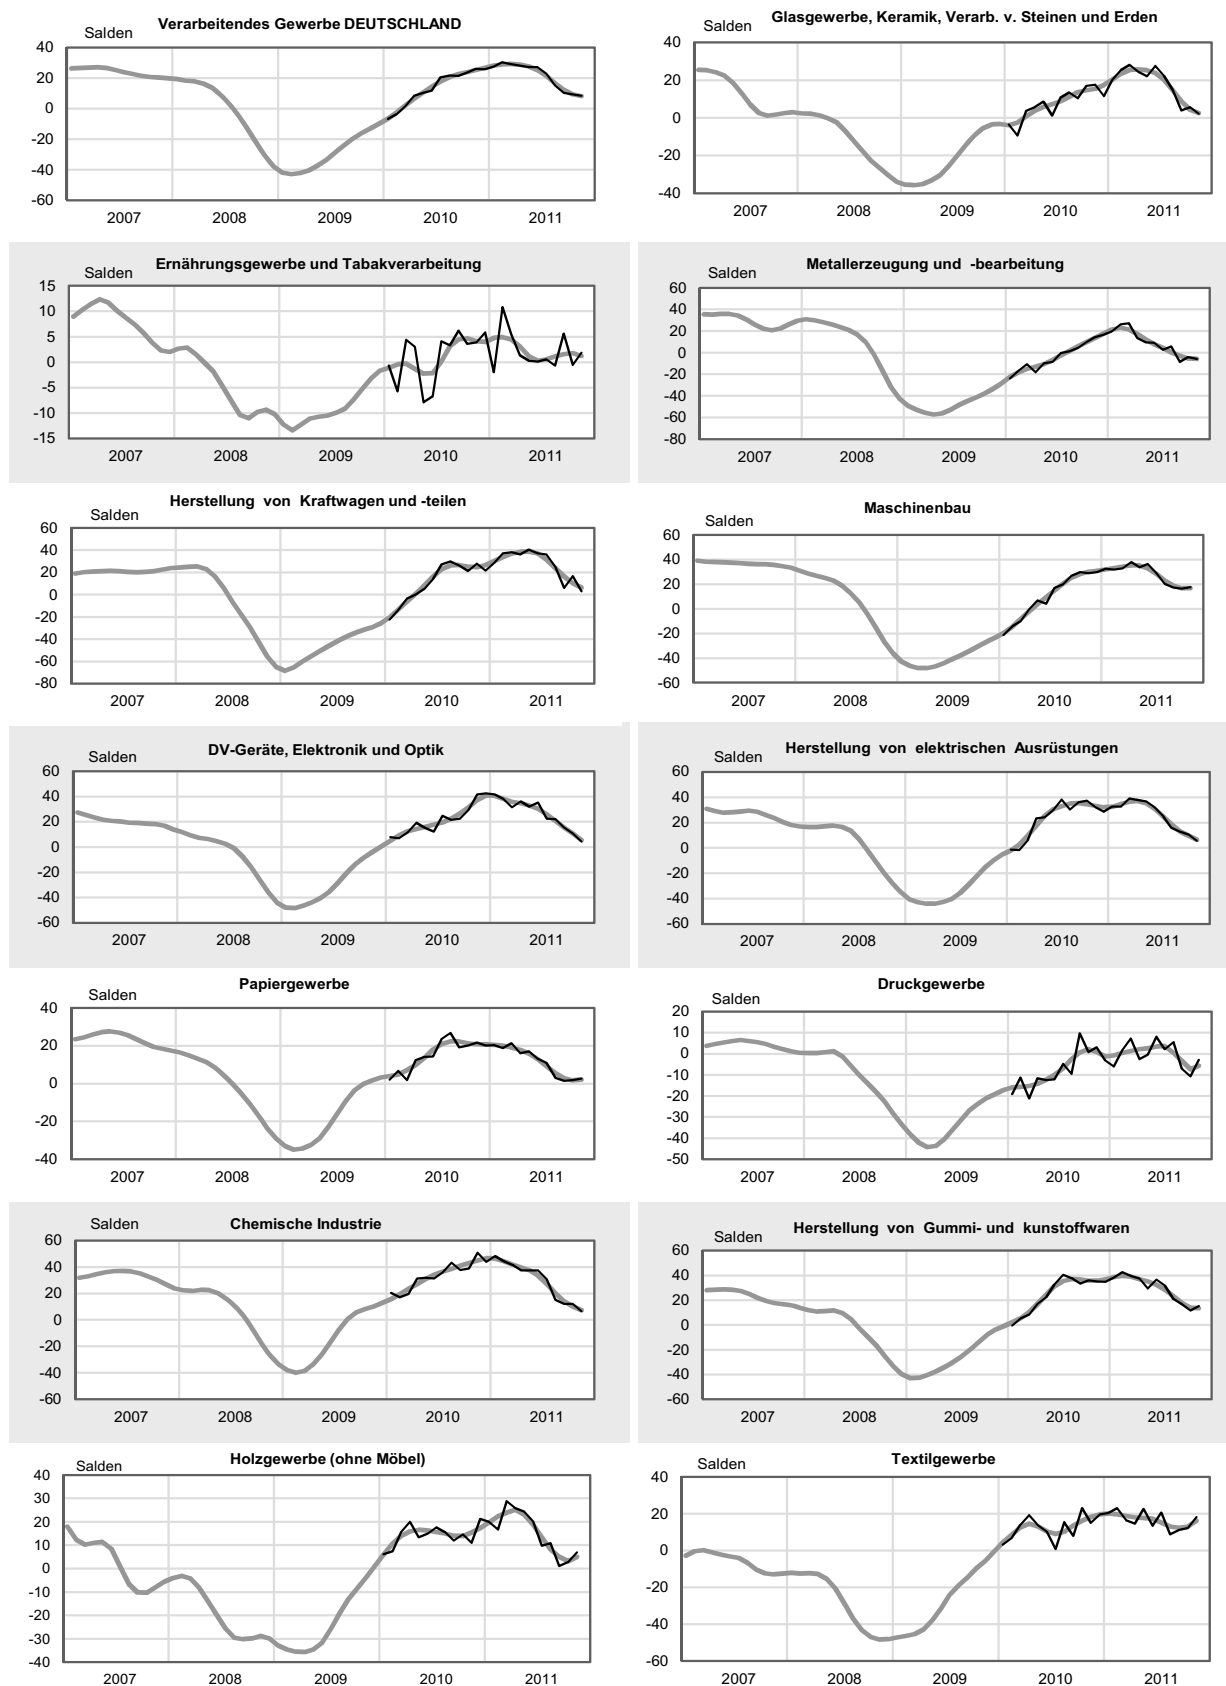 Verarbeitendes Gewerbe DEUTSCHLAND
Salden
40
20
0
-20
-40
-60
2007 2008 2009 2010 2011
Glasgewerbe, Keramik, Verarb. v. Steinen und Erden
Salden
40
20
0
-20
-40
2007 2008 2009 2010 2011
Ernährungsgewerbe und Tabakverarbeitung
Salden
15
10
5
0
-5
-10
-15
2007 2008 2009 2010 2011
Metallerzeugung und -bearbeitung
Salden
60
40
20
0
-20
-40
-60
-80
2007 2008 2009 2010 2011
Herstellung von Kraftwagen und -teilen
Salden
60
40
20
0
-20
-40
-60
-80
2007 2008 2009 2010 2011
Maschinenbau
Salden
60
40
20
0
-20
-40
-60
2007 2008 2009 2010 2011
DV-Geräte, Elektronik und Optik
Salden
60
40
20
0
-20
-40
-60
2007 2008 2009 2010 2011
Herstellung von elektrischen Ausrüstungen
Salden
60
40
20
0
-20
-40
-60
2007 2008 2009 2010 2011
Papiergewerbe
Salden
40
20
0
-20
-40
2007 2008 2009 2010 2011
Druckgewerbe
Salden
20
10
0
-10
-20
-30
-40
-50
2007 2008 2009 2010 2011
Chemische Industrie
Salden
60
40
20
0
-20
-40
-60
2007 2008 2009 2010 2011
Herstellung von Gummi- und kunstoffwaren
Salden
60
40
20
0
-20
-40
-60
2007 2008 2009 2010 2011
Holzgewerbe (ohne Möbel)
Salden
40
30
20
10
0
-10
-20
-30
-40
2007 2008 2009 2010 2011
Textilgewerbe
Salden
40
20
0
-20
-40
-60
2007 2008 2009 2010 2011